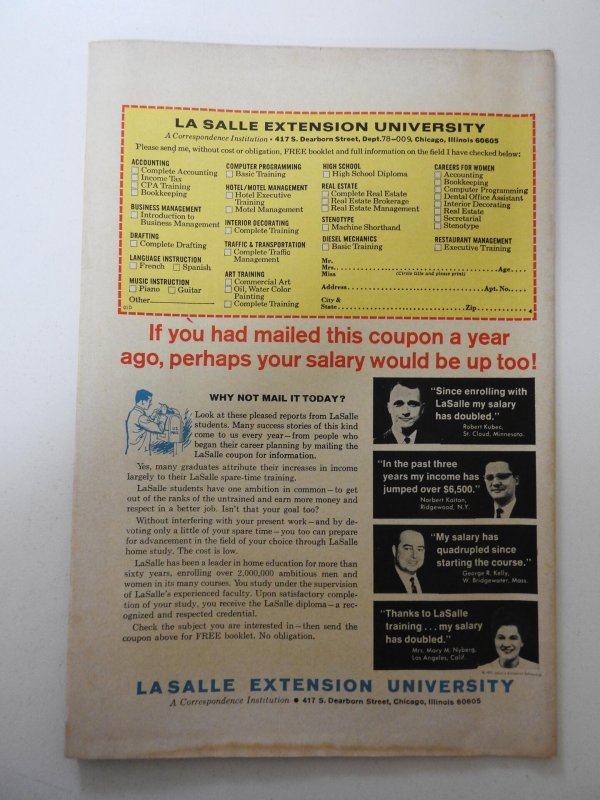 LA SALLE EXTENSION UNIVERSITY
A Correspondence Institution • 417 S. Dearborn Street, Dept. 78-009, Chicago, Illinois 60605
Please send me, without cost or obligation, FREE booklet and full information on the field I have checked below:
ACCOUNTING
Complete Accounting
Income Tax
CPA Training
Bookkeeping
BUSINESS MANAGEMENT
Introduction to
Business Management
DRAFTING
Complete Drafting
LANGUAGE INSTRUCTION
French Spanish
MUSIC INSTRUCTION
Piano Guitar
Other
COMPUTER PROGRAMMING
Basic Training
HOTEL/MOTEL MANAGEMENT
Hotel Executive
Training
Motel Management
INTERIOR DECORATING
Complete Training
TRAFFIC & TRANSPORTATION
Complete Traffic
Management
ART TRAINING
Commercial Art
Oil, Water Color
Painting
Complete Training
HIGH SCHOOL
High School Diploma
REAL ESTATE
Complete Real Estate
Real Estate Brokerage
Real Estate Management
STENOTYPE
Machine Shorthand
DIESEL MECHANICS
Basic Training
CAREERS FOR WOMEN
Accounting
Bookkeeping
Computer Programming
Dental Office Assistant
Interior Decorating
Real Estate
Secretarial
Stenotype
RESTAURANT MANAGEMENT
Executive Training
Mr.
Mrs. Age
Miss (Circle title and please print)
Address Apt. No.
City &
State Zip
If you had mailed this coupon a year
ago, perhaps your salary would be up too!
WHY NOT MAIL IT TODAY?
Look at these pleased reports from LaSalle
students. Many success stories of this kind
come to us every year—from people who
began their career planning by mailing the
LaSalle coupon for information.
Yes, many graduates attribute their increases in income
largely to their LaSalle spare-time training.
LaSalle students have one ambition in common—to get
out of the ranks of the untrained and earn more money and
respect in a better job. Isn't that your goal too?
Without interfering with your present work—and by de-
voting only a little of your spare time—you too can prepare
for advancement in the field of your choice through LaSalle
home study. The cost is low.
LaSalle has been a leader in home education for more than
sixty years, enrolling over 2,000,000 ambitious men and
women in its many courses. You study under the supervision
of LaSalle's experienced faculty. Upon satisfactory comple-
tion of your study, you receive the LaSalle diploma—a rec-
ognized and respected credential.
Check the subject you are interested in—then send the
coupon above for FREE booklet. No obligation.
"Since enrolling with
LaSalle my salary
has doubled."
Robert Kubec,
St. Cloud, Minnesota.
"In the past three
years my income has
jumped over $6,500."
Norbert Kaitan,
Ridgewood, N.Y.
"My salary has
quadrupled since
starting the course."
George R. Kelly,
W. Bridgewater, Mass.
"Thanks to LaSalle
training...my salary
has doubled."
Mrs. Mary M. Nyberg,
Los Angeles, Calif.
LA SALLE EXTENSION UNIVERSITY
A Correspondence Institution • 417 S. Dearborn Street, Chicago, Illinois 60605